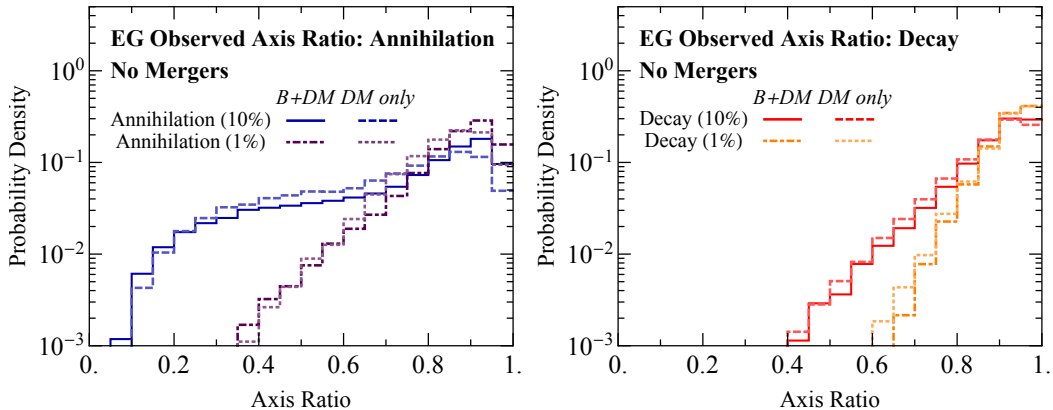 EG Observed Axis Ratio: Annihilation
No Mergers
B+DM DM only
Annihilation (10%)
Annihilation (1%)
Probability Density
10^0
10^-1
10^-2
10^-3
0. 0.2 0.4 0.6 0.8 1.
Axis Ratio
EG Observed Axis Ratio: Decay
No Mergers
B+DM DM only
Decay (10%)
Decay (1%)
Probability Density
10^0
10^-1
10^-2
10^-3
0. 0.2 0.4 0.6 0.8 1.
Axis Ratio